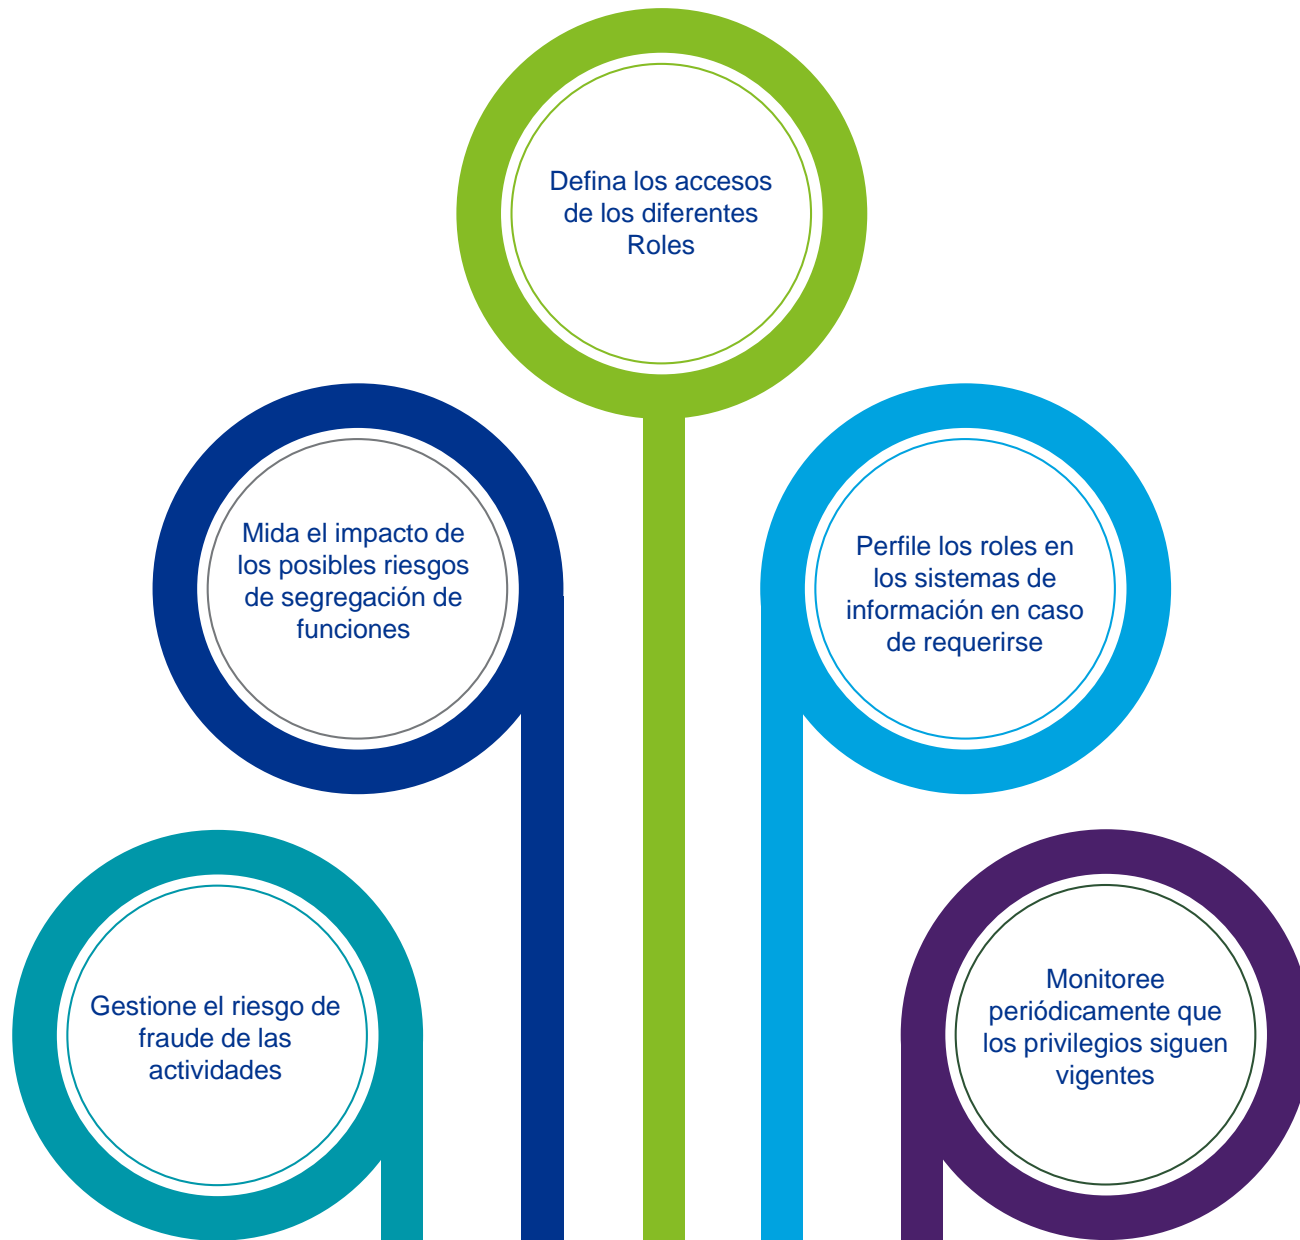 Defina los accesos
de los diferentes
Roles
Mida el impacto de
los posibles riesgos
de segregación de
funciones
Perfile los roles en
los sistemas de
información en caso
de requerirse
Gestione el riesgo de
fraude de las
actividades
Monitoree
periódicamente que
los privilegios siguen
vigentes